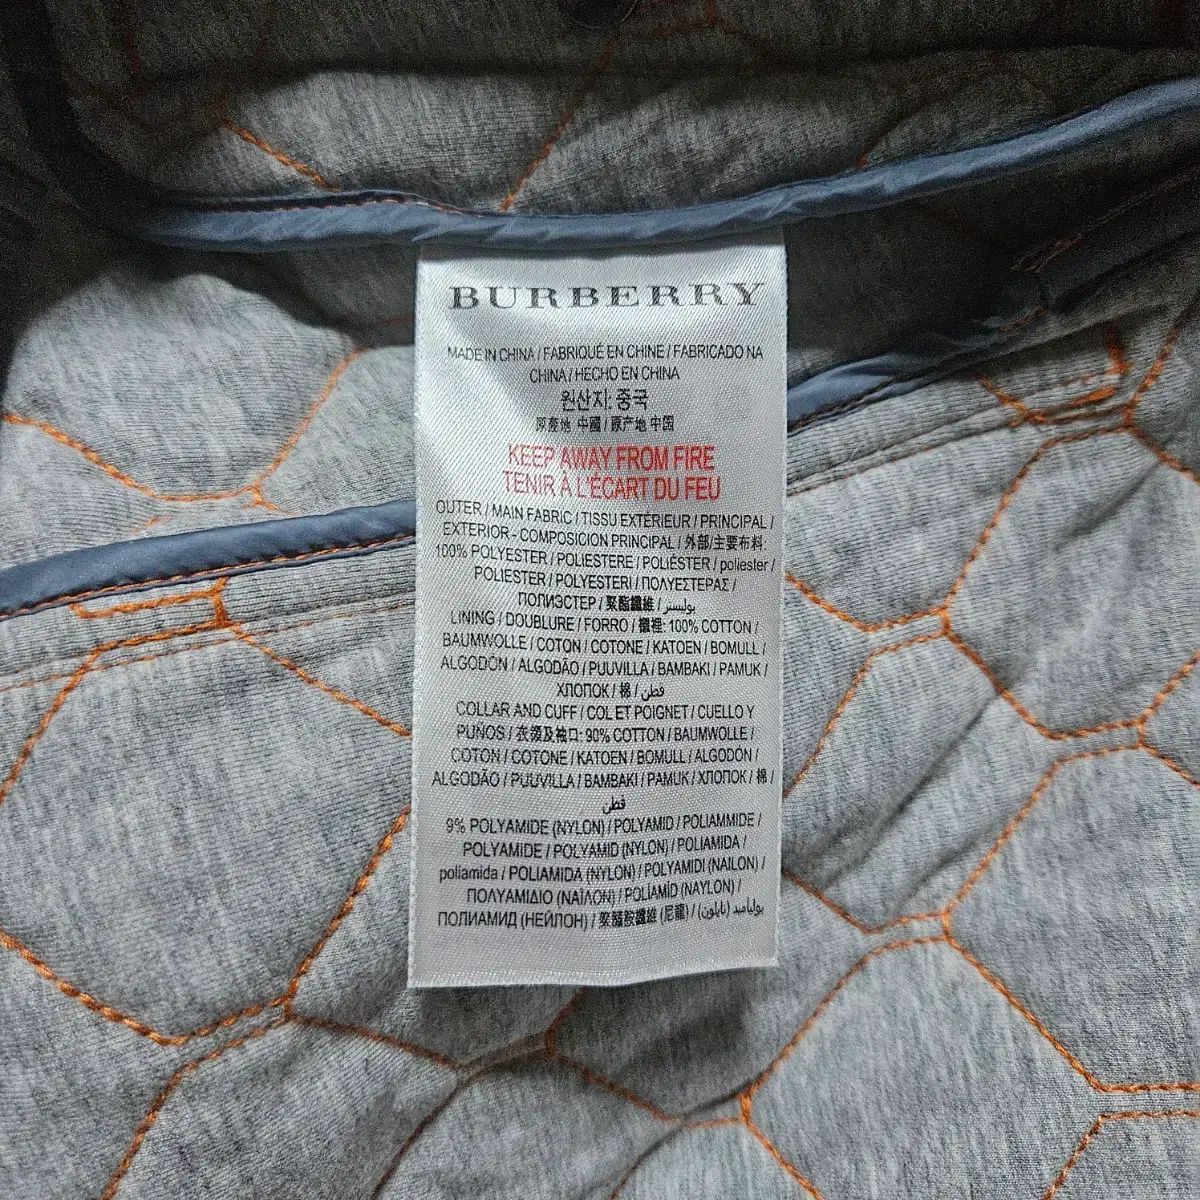 BURBERRY
MADE IN CHINA / FABRIQUÉ EN CHINE / FABRICADO NA
CHINA / HECHO EN CHINA
원산지: 중국
原產地 中國 / 原产地 中国
KEEP AWAY FROM FIRE
TENIR À L'ÉCART DU FEU
OUTER / MAIN FABRIC / TISSU EXTÉRIEUR / PRINCIPAL /
EXTERIOR - COMPOSICION PRINCIPAL / 外部/主要布料:
100% POLYESTER / POLIESTERE / POLIÉSTER / poliester /
POLIESTER / POLYESTERI / ΠΟΛΥΕΣΤΕΡΑΣ /
ПОЛИЭСТЕР / 聚酯纖維 / بوليستر
LINING / DOUBLURE / FORRO / 襯裡: 100% COTTON /
BAUMWOLLE / COTON / COTONE / KATOEN / BOMULL /
ALGODÓN / ALGODÃO / PUUVILLA / BAMBAKI / PAMUK /
ХЛОПОК / 棉 / قطن
COLLAR AND CUFF / COL ET POIGNET / CUELLO Y
PUÑOS / 衣領及袖口: 90% COTTON / BAUMWOLLE /
COTON / COTONE / KATOEN / BOMULL / ALGODÓN /
ALGODÃO / PUUVILLA / BAMBAKI / PAMUK / ХЛОПОК / 棉 /
قطن
9% POLYAMIDE (NYLON) / POLYAMID / POLIAMMIDE /
POLYAMIDE / POLYAMID (NYLON) / POLIAMIDA /
poliamida / POLIAMIDA (NYLON) / POLYAMIDI (NAILON) /
ΠΟΛΥΑΜΙΔΙΟ (ΝΑΪΛΟΝ) / POLİAMİD (NAYLON) /
ПОЛИАМИД (НЕЙЛОН) / 聚醯胺纖維 (尼龍) / بولياميد (نايلون)